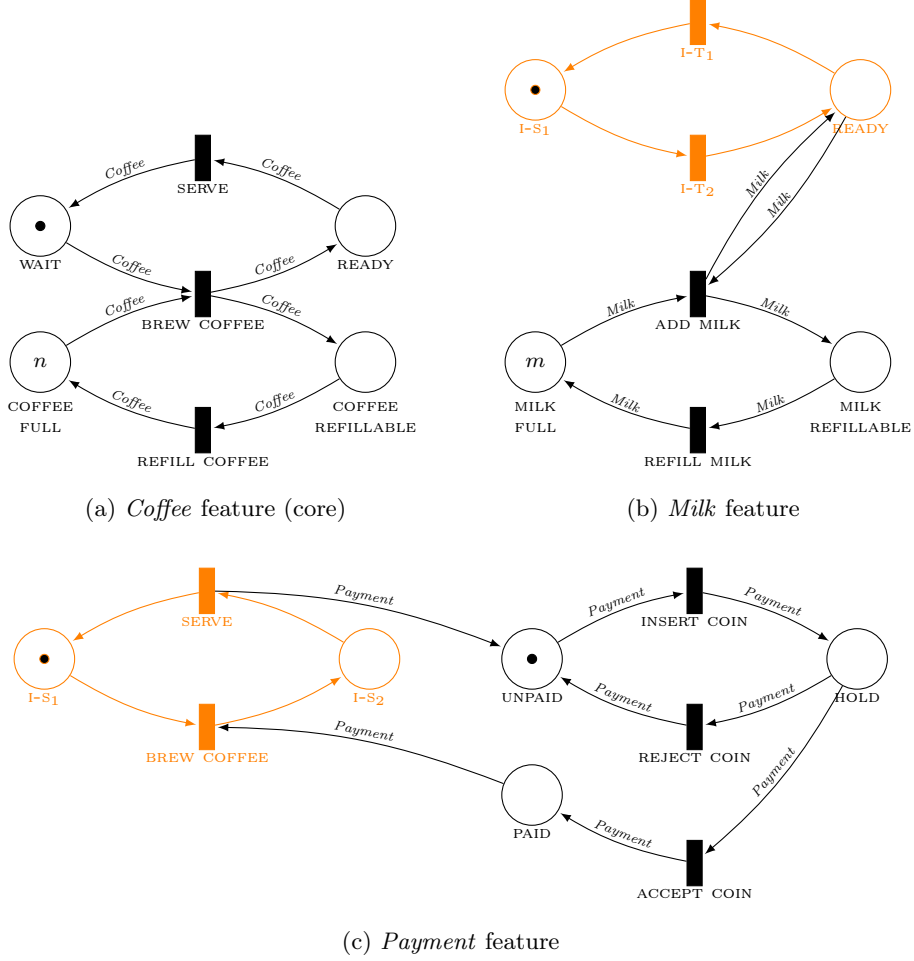 Coffee
Coffee
SERVE
WAIT
READY
Coffee
Coffee
Coffee
Coffee
BREW COFFEE
n
COFFEE
FULL
COFFEE
REFILLABLE
Coffee
Coffee
REFILL COFFEE
(a) Coffee feature (core)
I-T1
I-S1
READY
I-T2
Milk
Milk
Milk
Milk
ADD MILK
m
MILK
FULL
MILK
REFILLABLE
Milk
Milk
REFILL MILK
(b) Milk feature
SERVE
I-S1
I-S2
BREW COFFEE
Payment
Payment
Payment
INSERT COIN
UNPAID
HOLD
Payment
Payment
REJECT COIN
Payment
Payment
PAID
Payment
ACCEPT COIN
(c) Payment feature